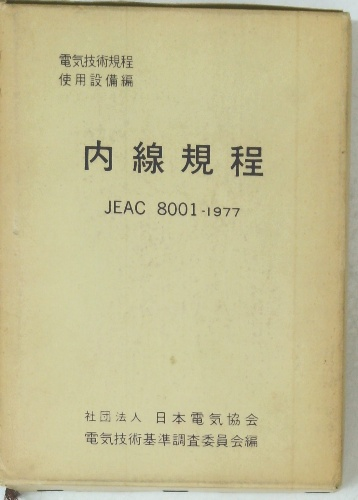 電気技術規程
使用設備編
内線規程
JEAC 8001-1977
社団法人 日本電気協会
電気技術基準調査委員会編